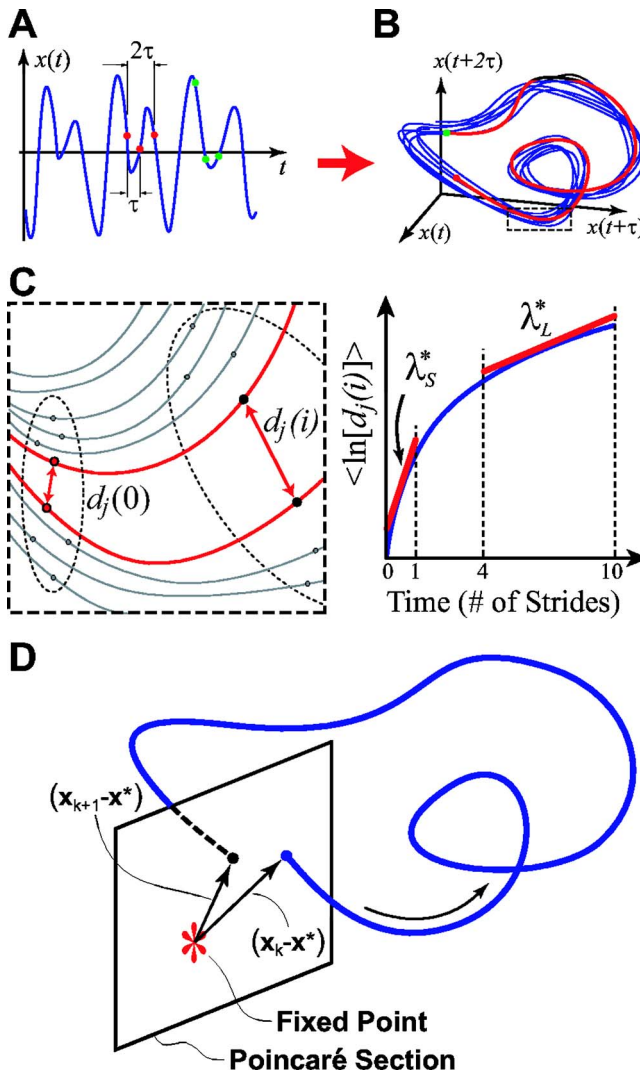 A
x(t)
2τ
t
τ
B
x(t+2τ)
x(t)
x(t+τ)
C
d_j(0)
d_j(i)
<ln[d_j(i)]>
λ*_S
λ*_L
0 1 4 10
Time (# of Strides)
D
(x_{k+1}-x*)
(x_k-x*)
*
Fixed Point
Poincaré Section